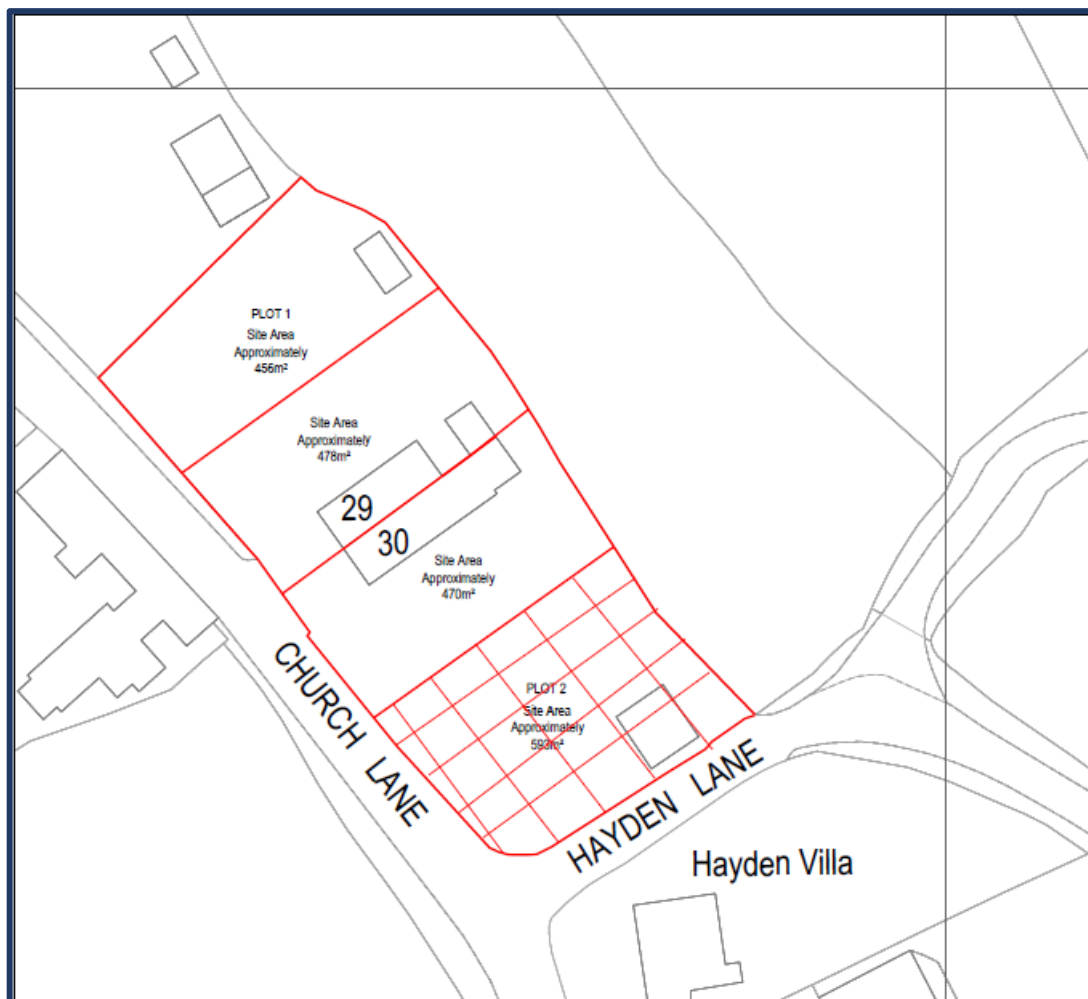 PLOT 1
Site Area
Approximately
456m²
Site Area
Approximately
478m²
29
30
Site Area
Approximately
470m²
PLOT 2
Site Area
Approximately
593m²
CHURCH LANE
HAYDEN LANE
Hayden Villa